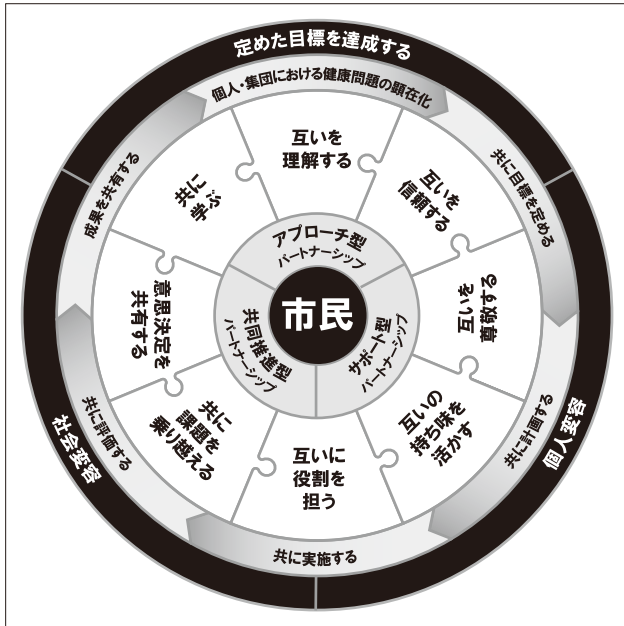 定めた目標を達成する
個人・集団における健康問題の顕在化
共に目標を定める
共に計画する
共に実施する
共に評価する
成果を共有する
個人変容
社会変容
互いを
理解する
互いを
信頼する
互いを
尊敬する
互いの
持ち味を
活かす
互いに
役割を
担う
共に
課題を
乗り越える
意思決定を
共有する
共に
学ぶ
アプローチ型
パートナーシップ
サポート型
パートナーシップ
共同推進型
パートナーシップ
市民